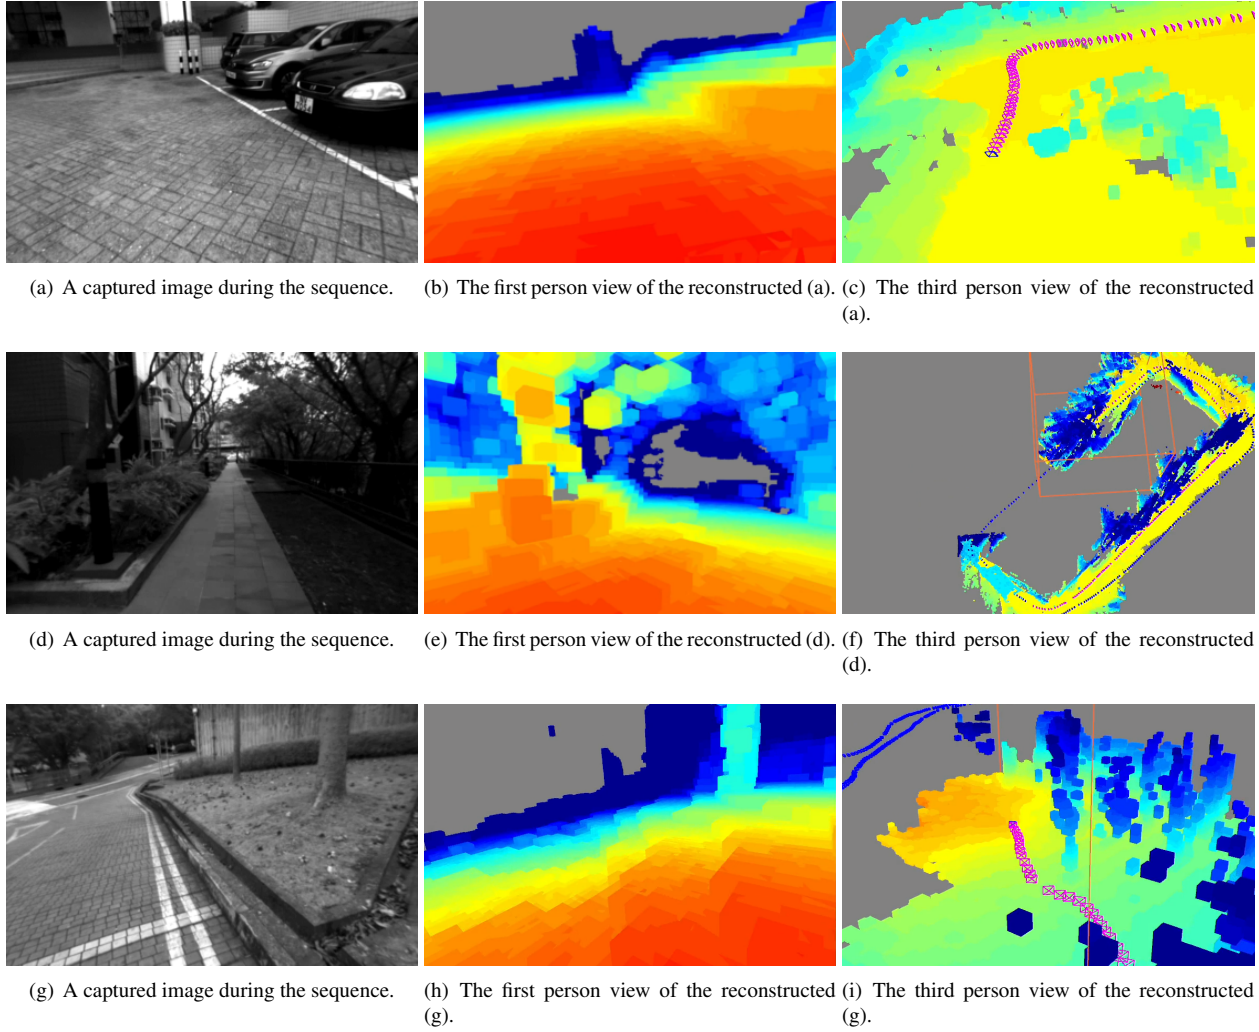 (a) A captured image during the sequence.
(b) The first person view of the reconstructed (a).
(c) The third person view of the reconstructed
(a).
(d) A captured image during the sequence.
(e) The first person view of the reconstructed (d).
(f) The third person view of the reconstructed
(d).
(g) A captured image during the sequence.
(h) The first person view of the reconstructed
(g).
(i) The third person view of the reconstructed
(g).